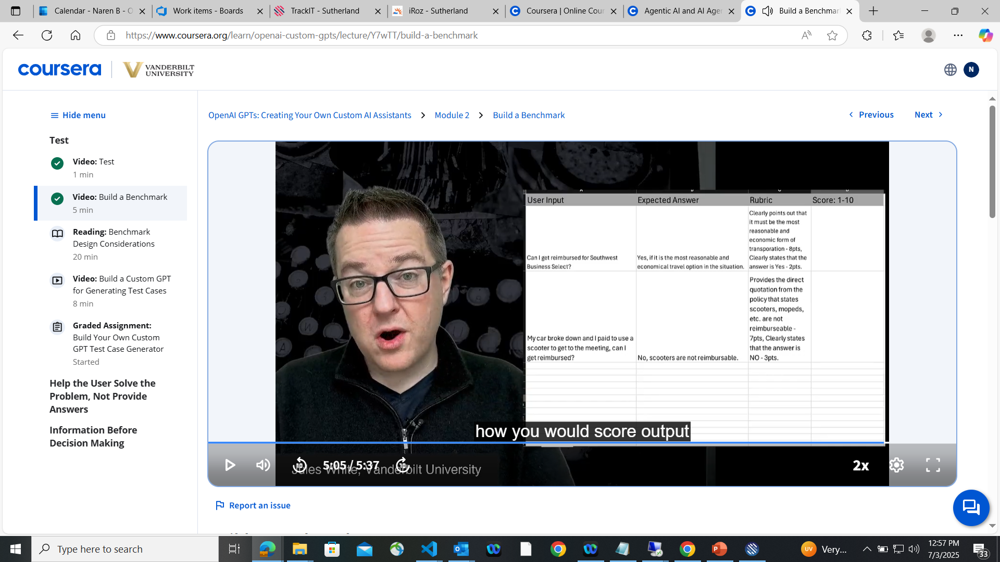 Calendar - Naren B - O
Work items - Boards
TrackIT - Sutherland
iRoz - Sutherland
Coursera | Online Cour
Agentic AI and AI Agen
Build a Benchmar
https://www.coursera.org/learn/openai-custom-gpts/lecture/Y7wTT/build-a-benchmark
coursera
VANDERBILT
UNIVERSITY
N
Hide menu
OpenAI GPTs: Creating Your Own Custom AI Assistants
Module 2
Build a Benchmark
Previous
Next
Test
Video: Test
1 min
Video: Build a Benchmark
5 min
Reading: Benchmark
Design Considerations
20 min
Video: Build a Custom GPT
for Generating Test Cases
8 min
Graded Assignment:
Build Your Own Custom
GPT Test Case Generator
Started
Help the User Solve the
Problem, Not Provide
Answers
Information Before
Decision Making
User Input
Expected Answer
Rubric
Score: 1-10
Can I get reimbursed for Southwest
Business Select?
Yes, if it is the most reasonable and
economical travel option in the situation.
Clearly points out that
it must be the most
reasonable and
economic form of
transporation - 8pts,
Clearly states that the
answer is Yes - 2pts.
My car broke down and I paid to use a
scooter to get to the meeting, can I
get reimbursed?
No, scooters are not reimbursable.
Provides the direct
quotation from the
policy that states
scooters, mopeds,
etc. are not
reimburseable -
7pts, Clearly states
that the answer is
NO - 3pts.
how you would score output
10
5:05 / 5:37
10
Jules White, Vanderbilt University
2x
Report an issue
Type here to search
UV
Very...
12:57 PM
7/3/2025
33